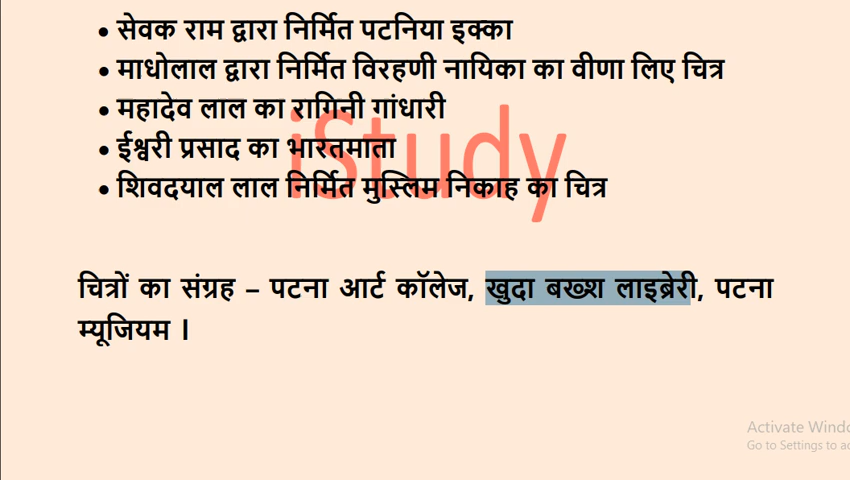 • सेवक राम द्वारा निर्मित पटनिया इक्का
• माधोलाल द्वारा निर्मित विरहणी नायिका का वीणा लिए चित्र
• महादेव लाल का रागिनी गांधारी
• ईश्वरी प्रसाद का भारतमाता
• शिवदयाल लाल निर्मित मुस्लिम निकाह का चित्र
iStudy
चित्रों का संग्रह – पटना आर्ट कॉलेज, खुदा बख्श लाइब्रेरी, पटना
म्यूजियम ।
Activate Windo
Go to Settings to ac